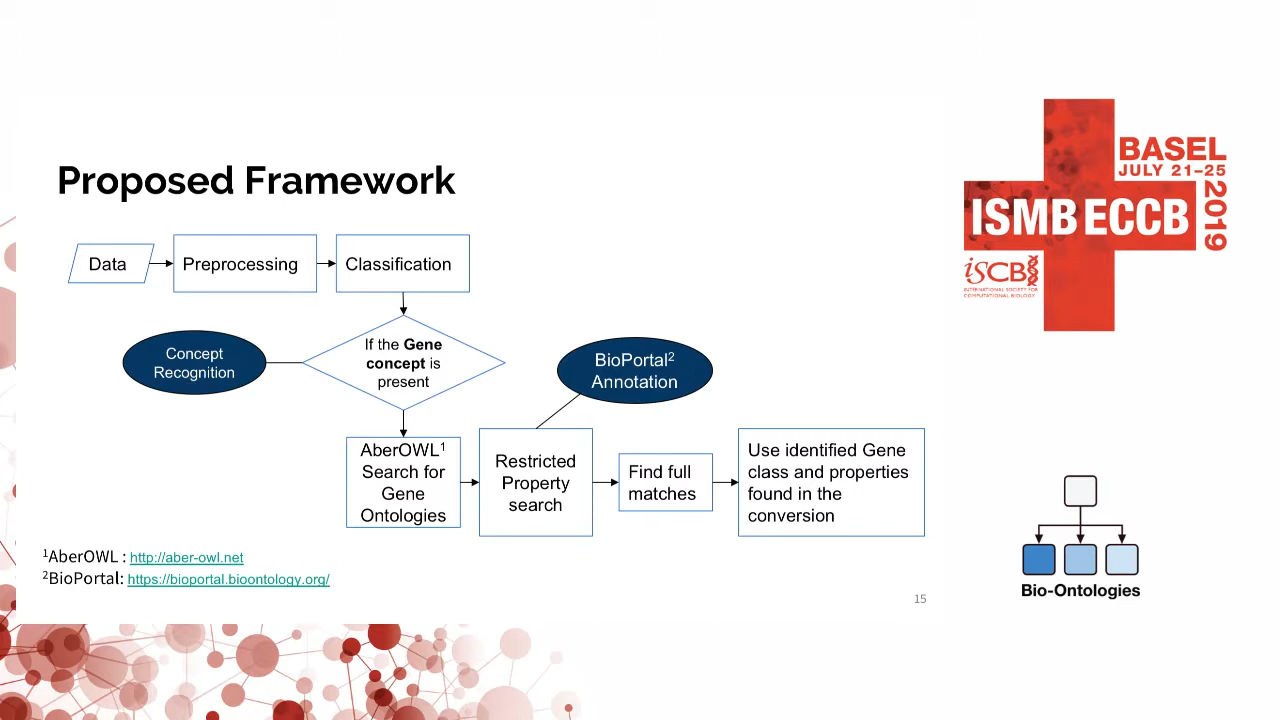 Proposed Framework
Data
Preprocessing
Classification
Concept
Recognition
If the Gene
concept is
present
BioPortal²
Annotation
AberOWL¹
Search for
Gene
Ontologies
Restricted
Property
search
Find full
matches
Use identified Gene
class and properties
found in the
conversion
¹AberOWL : http://aber-owl.net
²BioPortal: https://bioportal.bioontology.org/
15
BASEL
JULY 21–25
2019
ISMB ECCB
iSCB
INTERNATIONAL SOCIETY FOR
COMPUTATIONAL BIOLOGY
Bio-Ontologies